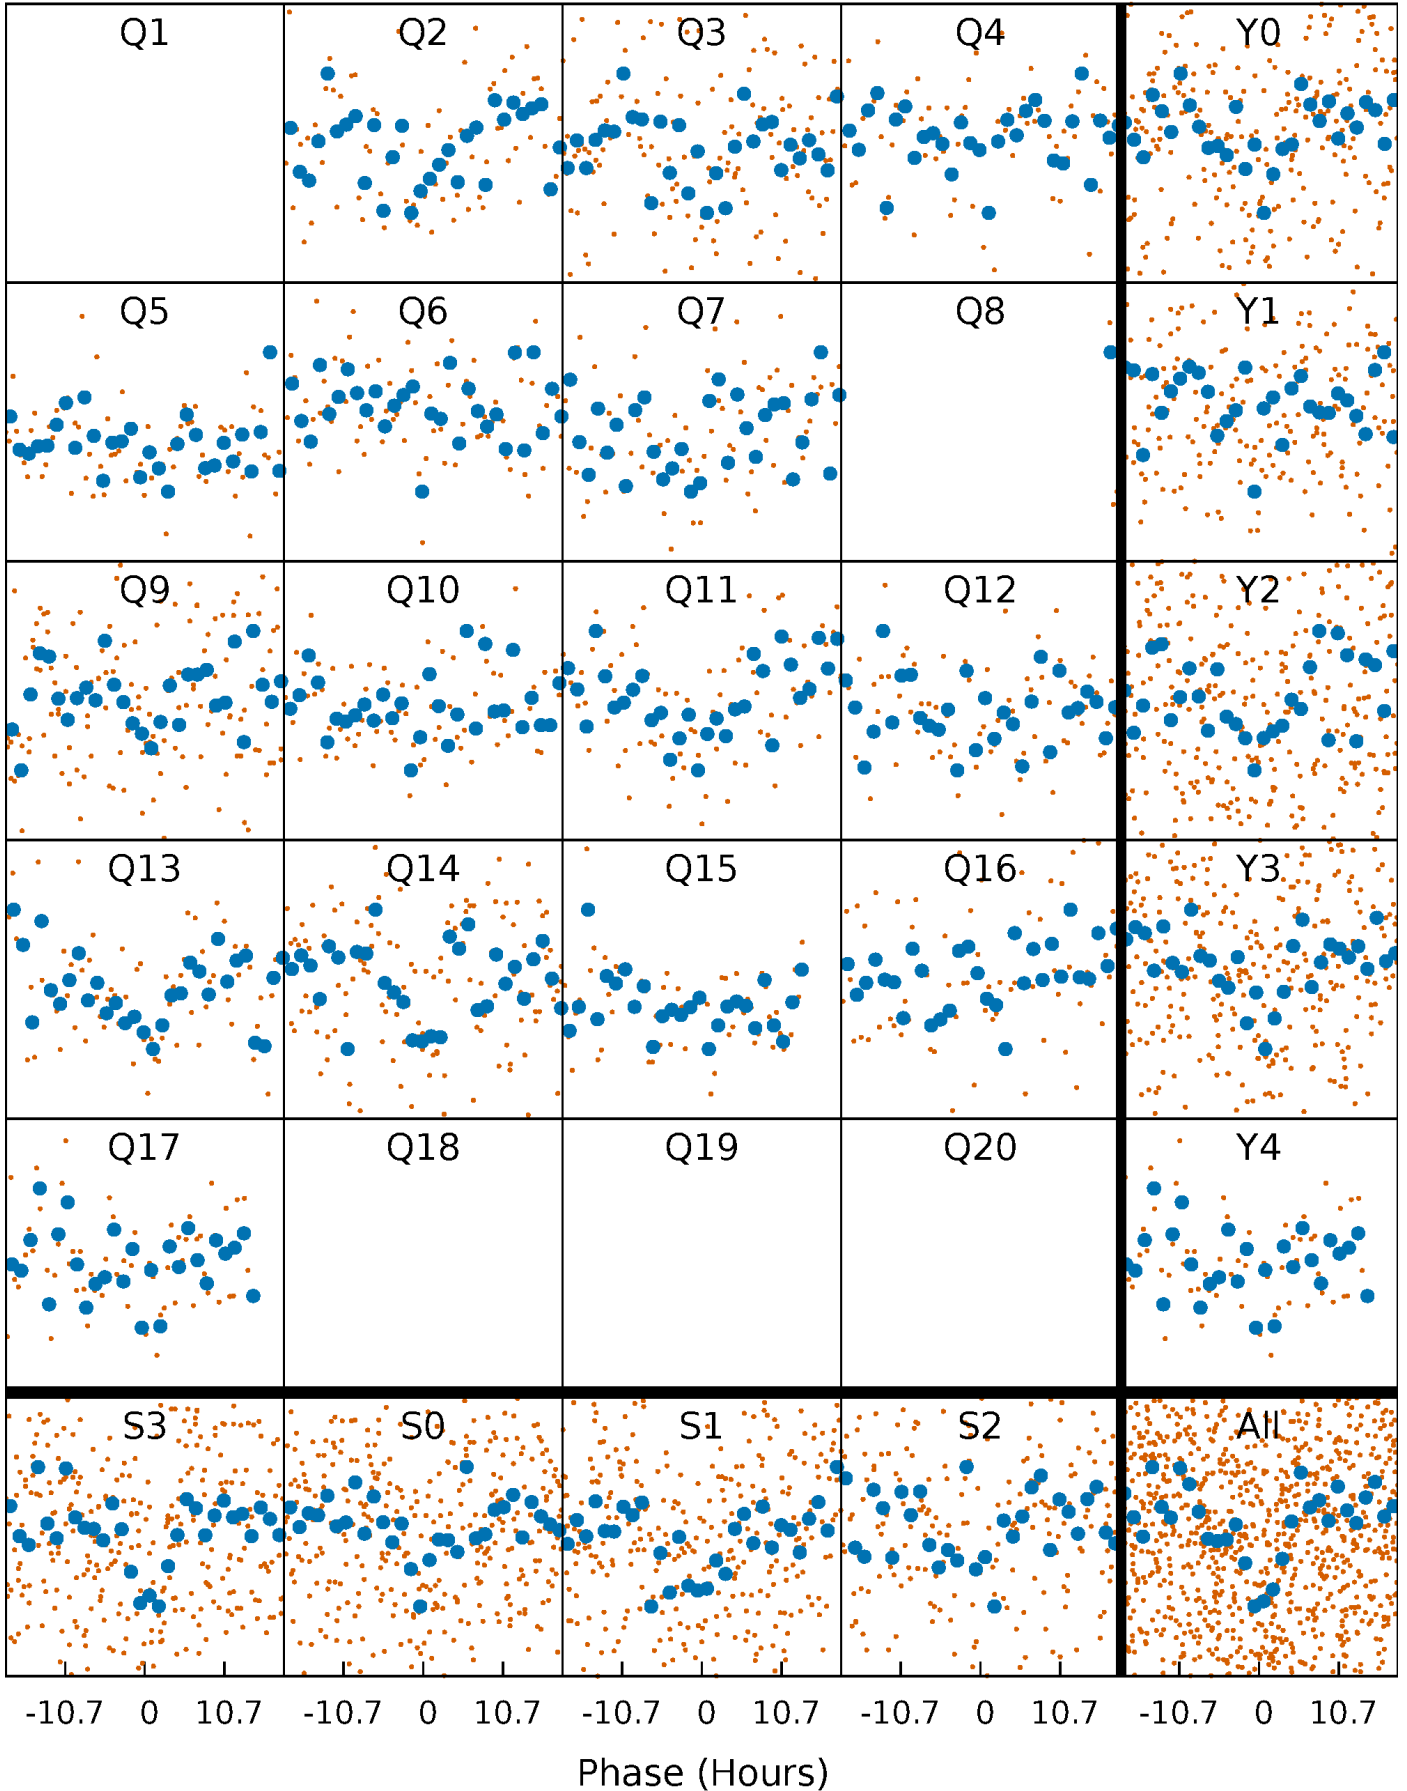 Q1 Q2 Q3 Q4 Y0
Q5 Q6 Q7 Q8 Y1
Q9 Q10 Q11 Q12 Y2
Q13 Q14 Q15 Q16 Y3
Q17 Q18 Q19 Q20 Y4
S3 S0 S1 S2 All
-10.7 0 10.7 -10.7 0 10.7 -10.7 0 10.7 -10.7 0 10.7 -10.7 0 10.7
Phase (Hours)